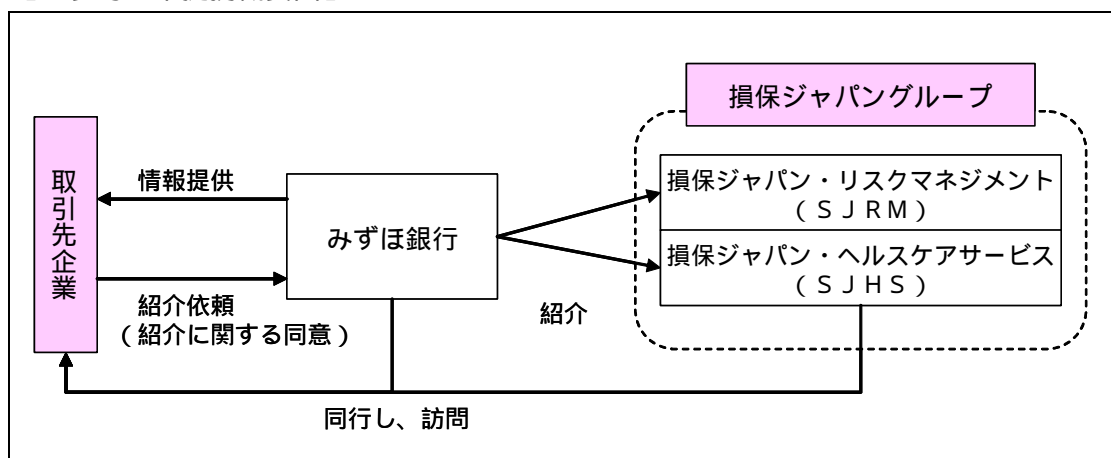 損保ジャパングループ
取引先企業
情報提供
みずほ銀行
損保ジャパン・リスクマネジメント
(SJRM)
損保ジャパン・ヘルスケアサービス
(SJHS)
紹介依頼
(紹介に関する同意)
紹介
同行し、訪問